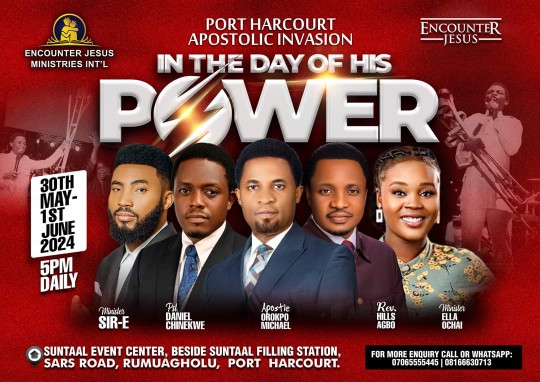 PORT HARCOURT
APOSTOLIC INVASION
ENCOUNTER JESUS
MINISTRIES INT'L
ENCOUNTER
JESUS
IN THE DAY OF HIS
POWER
30TH
MAY-
1ST
JUNE
2024
5PM
DAILY
Minister
SIR-E
Pst
DANIEL
CHINEKWE
Apostle
OROKPO
MICHAEL
Rev.
HILLS
AGBO
Minister
ELLA
OCHAI
SUNTAAL EVENT CENTER, BESIDE SUNTAAL FILLING STATION,
SARS ROAD, RUMUAGHOLU, PORT HARCOURT.
FOR MORE ENQUIRY CALL OR WHATSAPP:
07065555445 | 08166630713